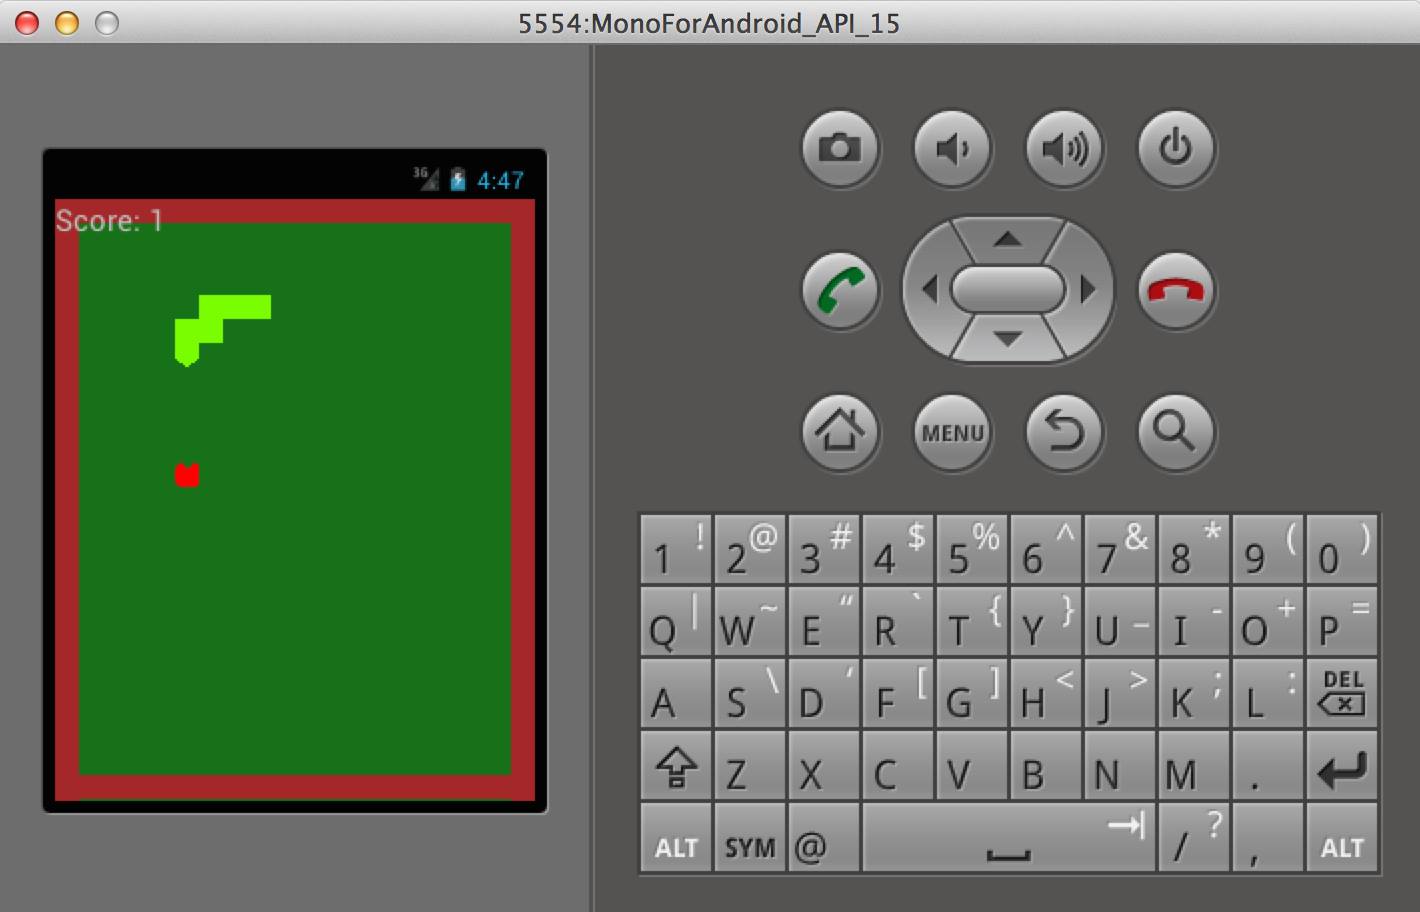 5554:MonoForAndroid_API_15
3G 4:47
Score: 1
MENU
1 ! 2 @ 3 # 4 $ 5 % 6 ^ 7 & 8 * 9 ( 0 )
Q | W ~ E “ R ` T { Y } U _ I - O + P =
A S \ D ‘ F [ G ] H < J > K ; L : DEL
Z X C V B N M .
ALT SYM @ / ? , ALT